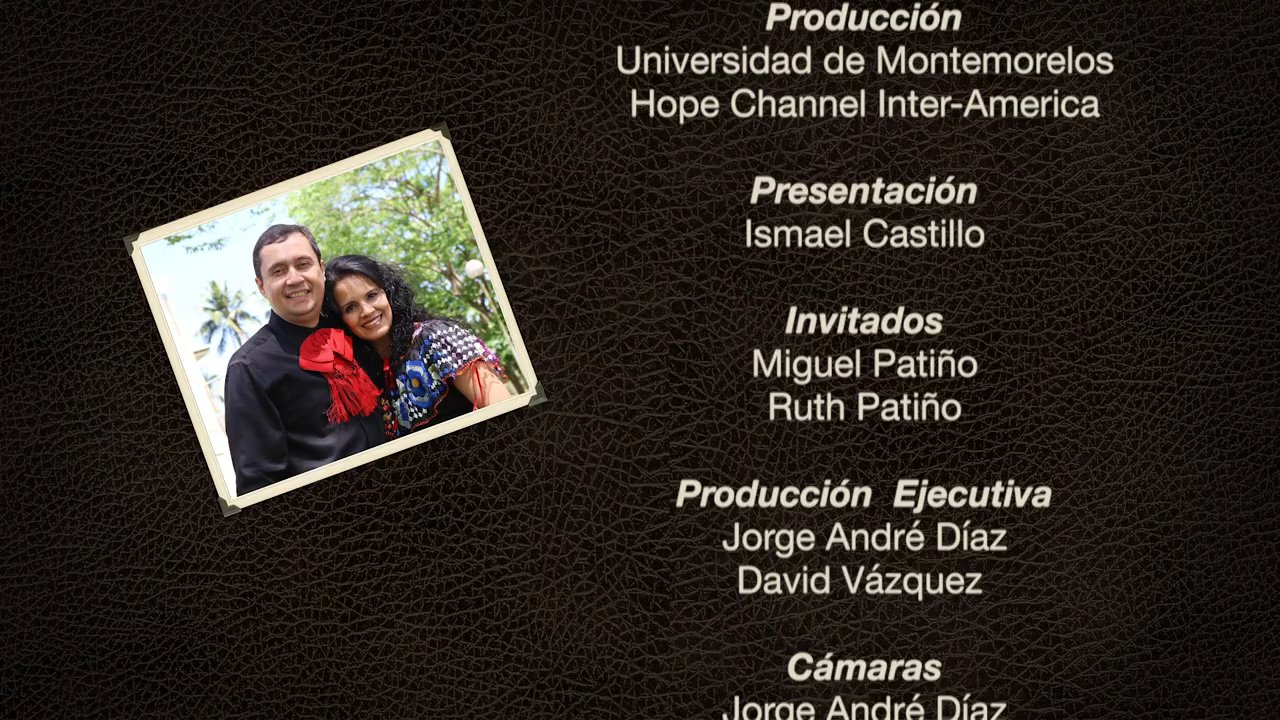 Producción
Universidad de Montemorelos
Hope Channel Inter-America
Presentación
Ismael Castillo
Invitados
Miguel Patiño
Ruth Patiño
Producción Ejecutiva
Jorge André Díaz
David Vázquez
Cámaras
Jorge André Díaz